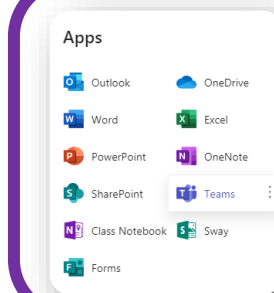 Apps
Outlook OneDrive
Word Excel
PowerPoint OneNote
SharePoint Teams
Class Notebook Sway
Forms